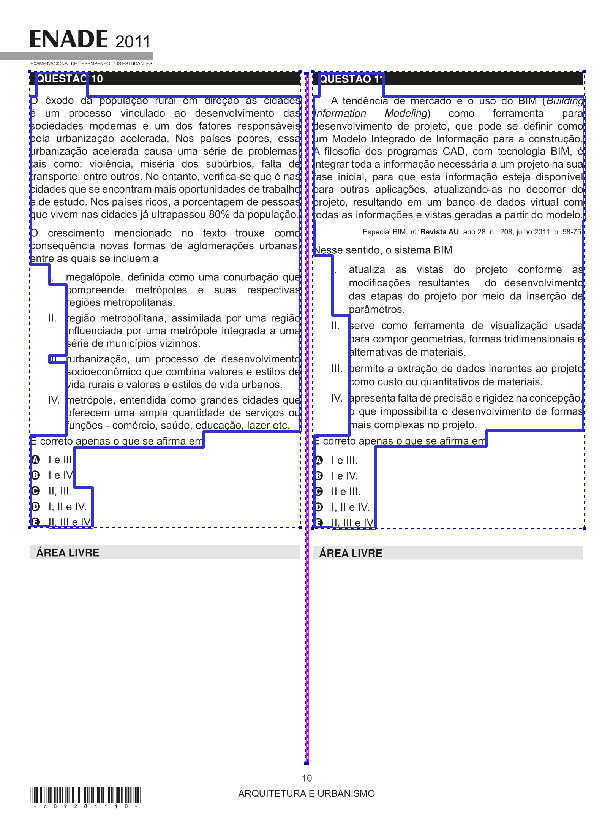 ENADE 2011
EXAME NACIONAL DE DESEMPENHO DOS ESTUDANTES
QUESTÃO 10
O êxodo da população rural em direção às cidades
é um processo vinculado ao desenvolvimento das
sociedades modernas e um dos fatores responsáveis
pela urbanização acelerada. Nos países pobres, essa
urbanização acelerada causa uma série de problemas,
tais como: violência, miséria dos subúrbios, falta de
transporte, entre outros. No entanto, verifica-se que é nas
cidades que se encontram mais oportunidades de trabalho
e de estudo. Nos países ricos, a porcentagem de pessoas
que vivem nas cidades já ultrapassou 80% da população.
O crescimento mencionado no texto trouxe como
consequência novas formas de aglomerações urbanas,
entre as quais se incluem a
megalópole, definida como uma conurbação que
compreende metrópoles e suas respectivas
regiões metropolitanas.
II. região metropolitana, assimilada por uma região
influenciada por uma metrópole integrada a uma
série de municípios vizinhos.
III. rurbanização, um processo de desenvolvimento
socioeconômico que combina valores e estilos de
vida rurais e valores e estilos de vida urbanos.
IV. metrópole, entendida como grandes cidades que
oferecem uma ampla quantidade de serviços ou
funções - comércio, saúde, educação, lazer etc.
É correto apenas o que se afirma em
A I e III.
B I e IV.
C II, III.
D I, II e IV.
E II, III e IV.
ÁREA LIVRE
QUESTÃO 11
A tendência de mercado é o uso do BIM (Building
Information Modeling) como ferramenta para
desenvolvimento de projeto, que pode se definir como
um Modelo Integrado de Informação para a construção.
A filosofia dos programas CAD, com tecnologia BIM, é
integrar toda a informação necessária a um projeto na sua
fase inicial, para que esta informação esteja disponível
para outras aplicações, atualizando-as no decorrer do
projeto, resultando em um banco de dados virtual com
todas as informações e vistas geradas a partir do modelo.
Especial BIM. In: Revista AU, ano 26, n. 208, julho 2011. p. 58-75.
Nesse sentido, o sistema BIM
I. atualiza as vistas do projeto conforme as
modificações resultantes do desenvolvimento
das etapas do projeto por meio da inserção de
parâmetros.
II. serve como ferramenta de visualização usada
para compor geometrias, formas tridimensionais e
alternativas de materiais.
III. permite a extração de dados inerentes ao projeto
como custo ou quantitativos de materiais.
IV. apresenta falta de precisão e rigidez na concepção,
o que impossibilita o desenvolvimento de formas
mais complexas no projeto.
É correto apenas o que se afirma em
A I e III.
B I e IV.
C II e III.
D I, II e IV.
E II, III e IV.
ÁREA LIVRE
10
ARQUITETURA E URBANISMO